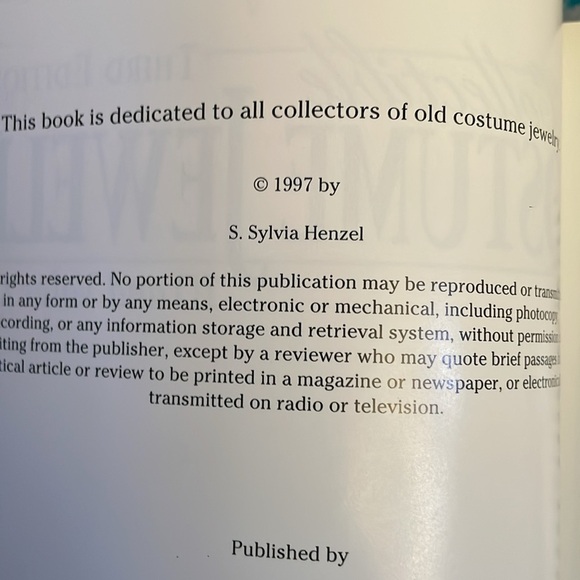 This book is dedicated to all collectors of old costume jewelry
© 1997 by
S. Sylvia Henzel
rights reserved. No portion of this publication may be reproduced or
in any form or by any means, electronic or mechanical, including
cording, or any information storage and retrieval system, without
iting from the publisher, except by a reviewer who may quote brief passages
tical article or review to be printed in a magazine or newspaper, or
transmitted on radio or television.
Published by